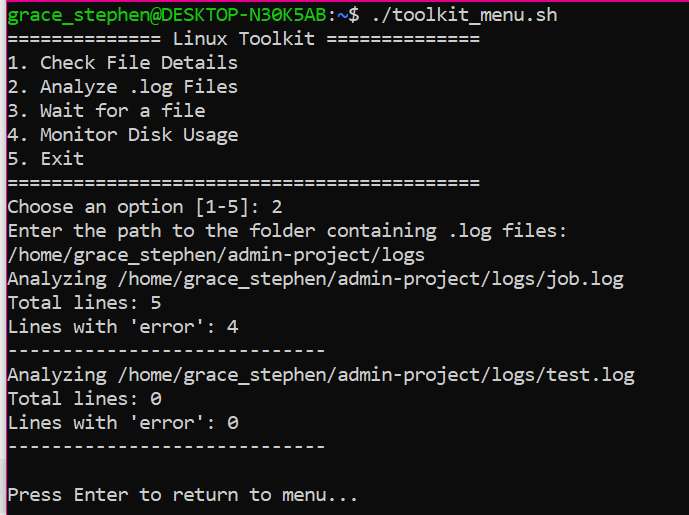 grace_stephen@DESKTOP-N30K5AB:~$ ./toolkit_menu.sh
============== Linux Toolkit ==============
1. Check File Details
2. Analyze .log Files
3. Wait for a file
4. Monitor Disk Usage
5. Exit
===========================================
Choose an option [1-5]: 2
Enter the path to the folder containing .log files:
/home/grace_stephen/admin-project/logs
Analyzing /home/grace_stephen/admin-project/logs/job.log
Total lines: 5
Lines with 'error': 4
-----------------------------
Analyzing /home/grace_stephen/admin-project/logs/test.log
Total lines: 0
Lines with 'error': 0
-----------------------------
Press Enter to return to menu...